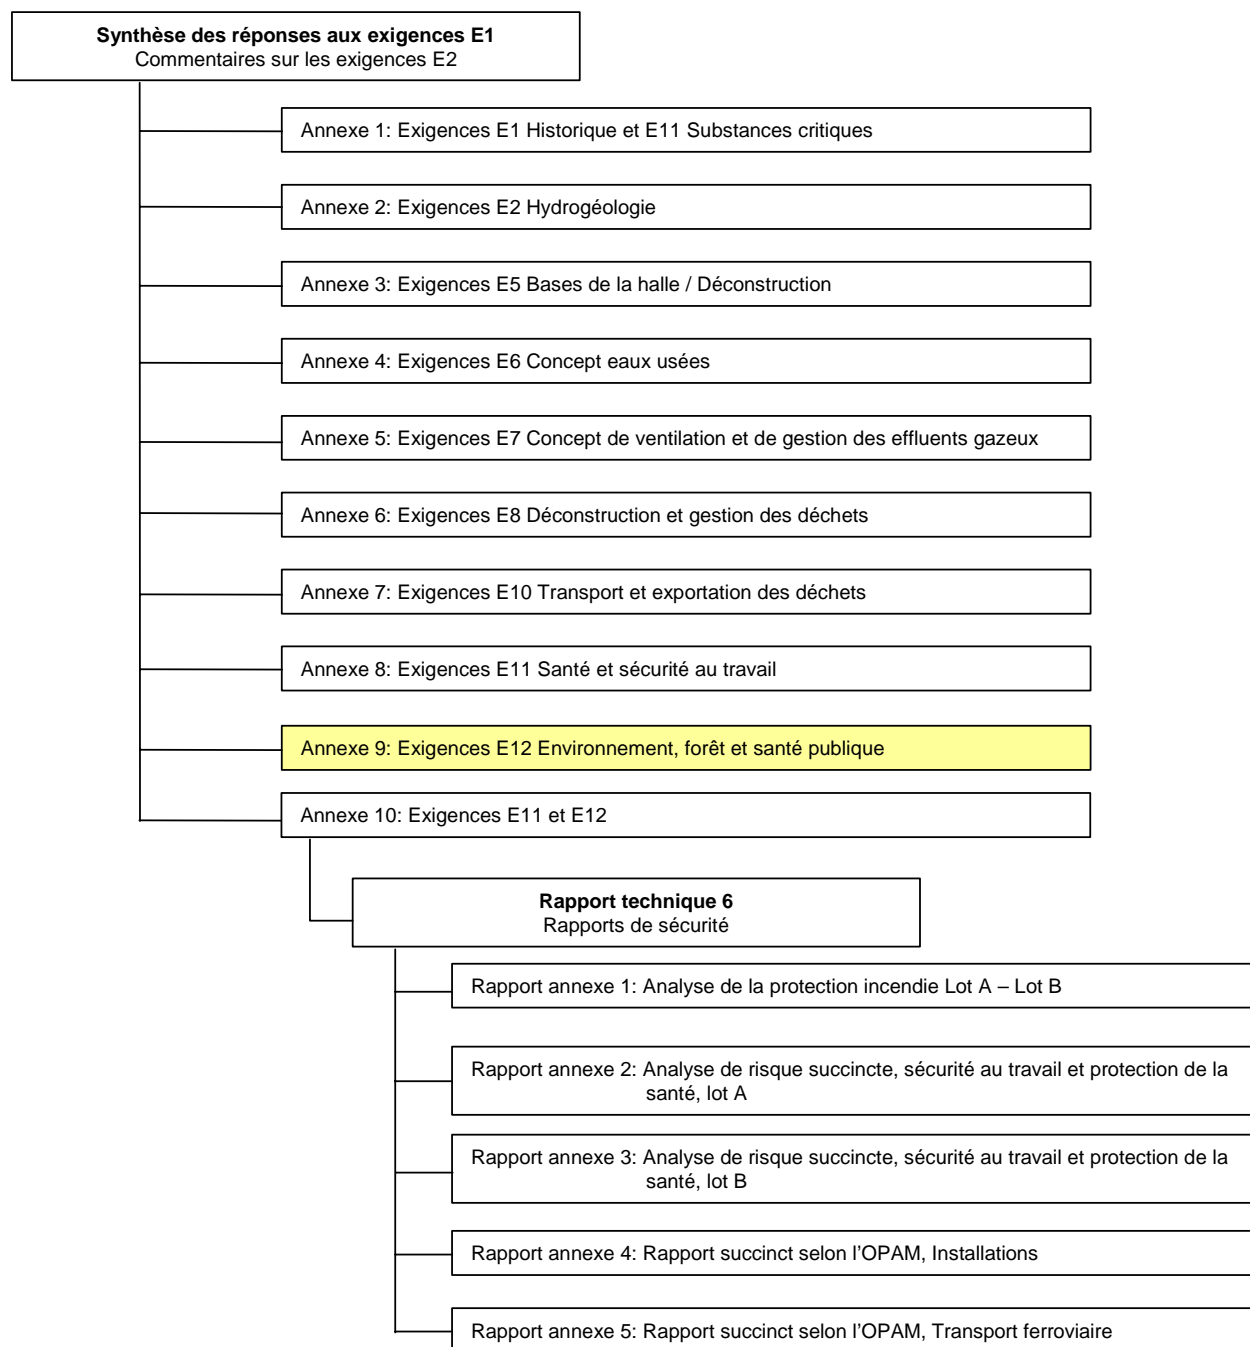 Synthèse des réponses aux exigences E1
Commentaires sur les exigences E2
Annexe 1: Exigences E1 Historique et E11 Substances critiques
Annexe 2: Exigences E2 Hydrogéologie
Annexe 3: Exigences E5 Bases de la halle / Déconstruction
Annexe 4: Exigences E6 Concept eaux usées
Annexe 5: Exigences E7 Concept de ventilation et de gestion des effluents gazeux
Annexe 6: Exigences E8 Déconstruction et gestion des déchets
Annexe 7: Exigences E10 Transport et exportation des déchets
Annexe 8: Exigences E11 Santé et sécurité au travail
Annexe 9: Exigences E12 Environnement, forêt et santé publique
Annexe 10: Exigences E11 et E12
Rapport technique 6
Rapports de sécurité
Rapport annexe 1: Analyse de la protection incendie Lot A – Lot B
Rapport annexe 2: Analyse de risque succincte, sécurité au travail et protection de la
santé, lot A
Rapport annexe 3: Analyse de risque succincte, sécurité au travail et protection de la
santé, lot B
Rapport annexe 4: Rapport succinct selon l’OPAM, Installations
Rapport annexe 5: Rapport succinct selon l’OPAM, Transport ferroviaire